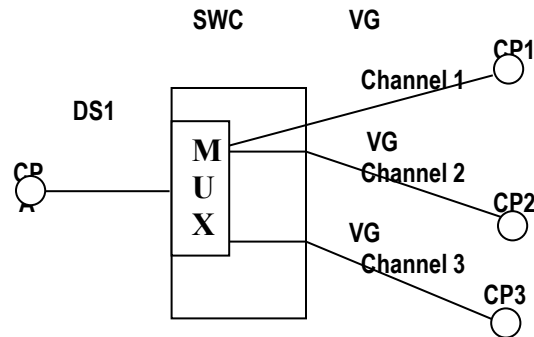 SWC
VG
CP1
Channel 1
DS1
VG
M
U
X
Channel 2
CP
A
CP2
VG
Channel 3
CP3